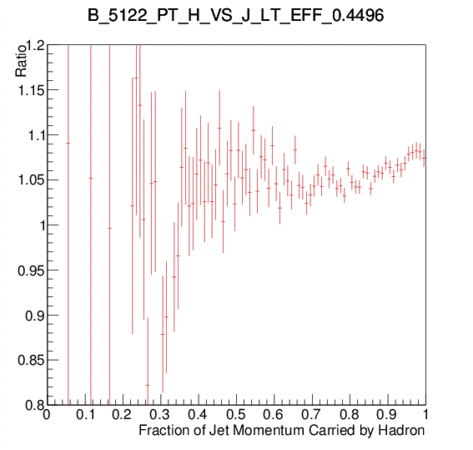 B_5122_PT_H_VS_J_LT_EFF_0.4496
Ratio
1.2
1.15
1.1
1.05
1
0.95
0.9
0.85
0.8
0 0.1 0.2 0.3 0.4 0.5 0.6 0.7 0.8 0.9 1
Fraction of Jet Momentum Carried by Hadron